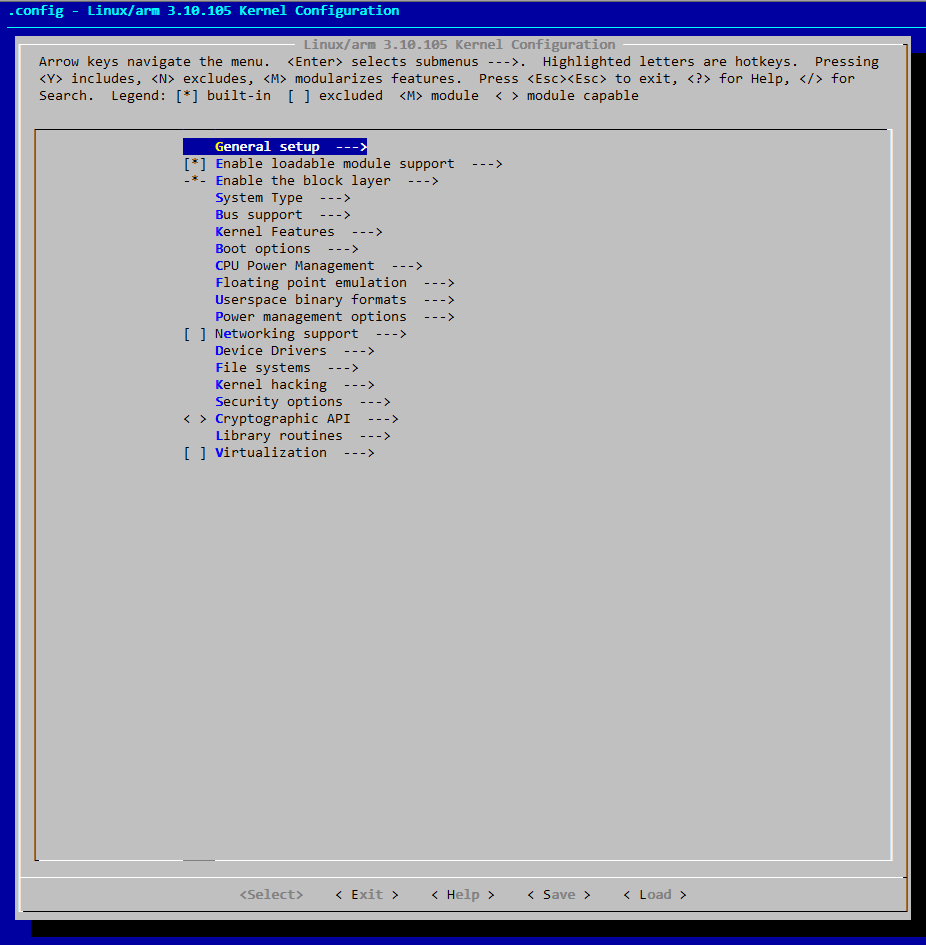 .config - Linux/arm 3.10.105 Kernel Configuration
Linux/arm 3.10.105 Kernel Configuration
Arrow keys navigate the menu.  <Enter> selects submenus --->.  Highlighted letters are hotkeys.  Pressing
<Y> includes, <N> excludes, <M> modularizes features.  Press <Esc><Esc> to exit, <?> for Help, </> for
Search.  Legend: [*] built-in  [ ] excluded  <M> module  < > module capable
General setup  --->
[*] Enable loadable module support  --->
-*- Enable the block layer  --->
System Type  --->
Bus support  --->
Kernel Features  --->
Boot options  --->
CPU Power Management  --->
Floating point emulation  --->
Userspace binary formats  --->
Power management options  --->
[ ] Networking support  --->
Device Drivers  --->
File systems  --->
Kernel hacking  --->
Security options  --->
< > Cryptographic API  --->
Library routines  --->
[ ] Virtualization  --->
<Select>    < Exit >    < Help >    < Save >    < Load >